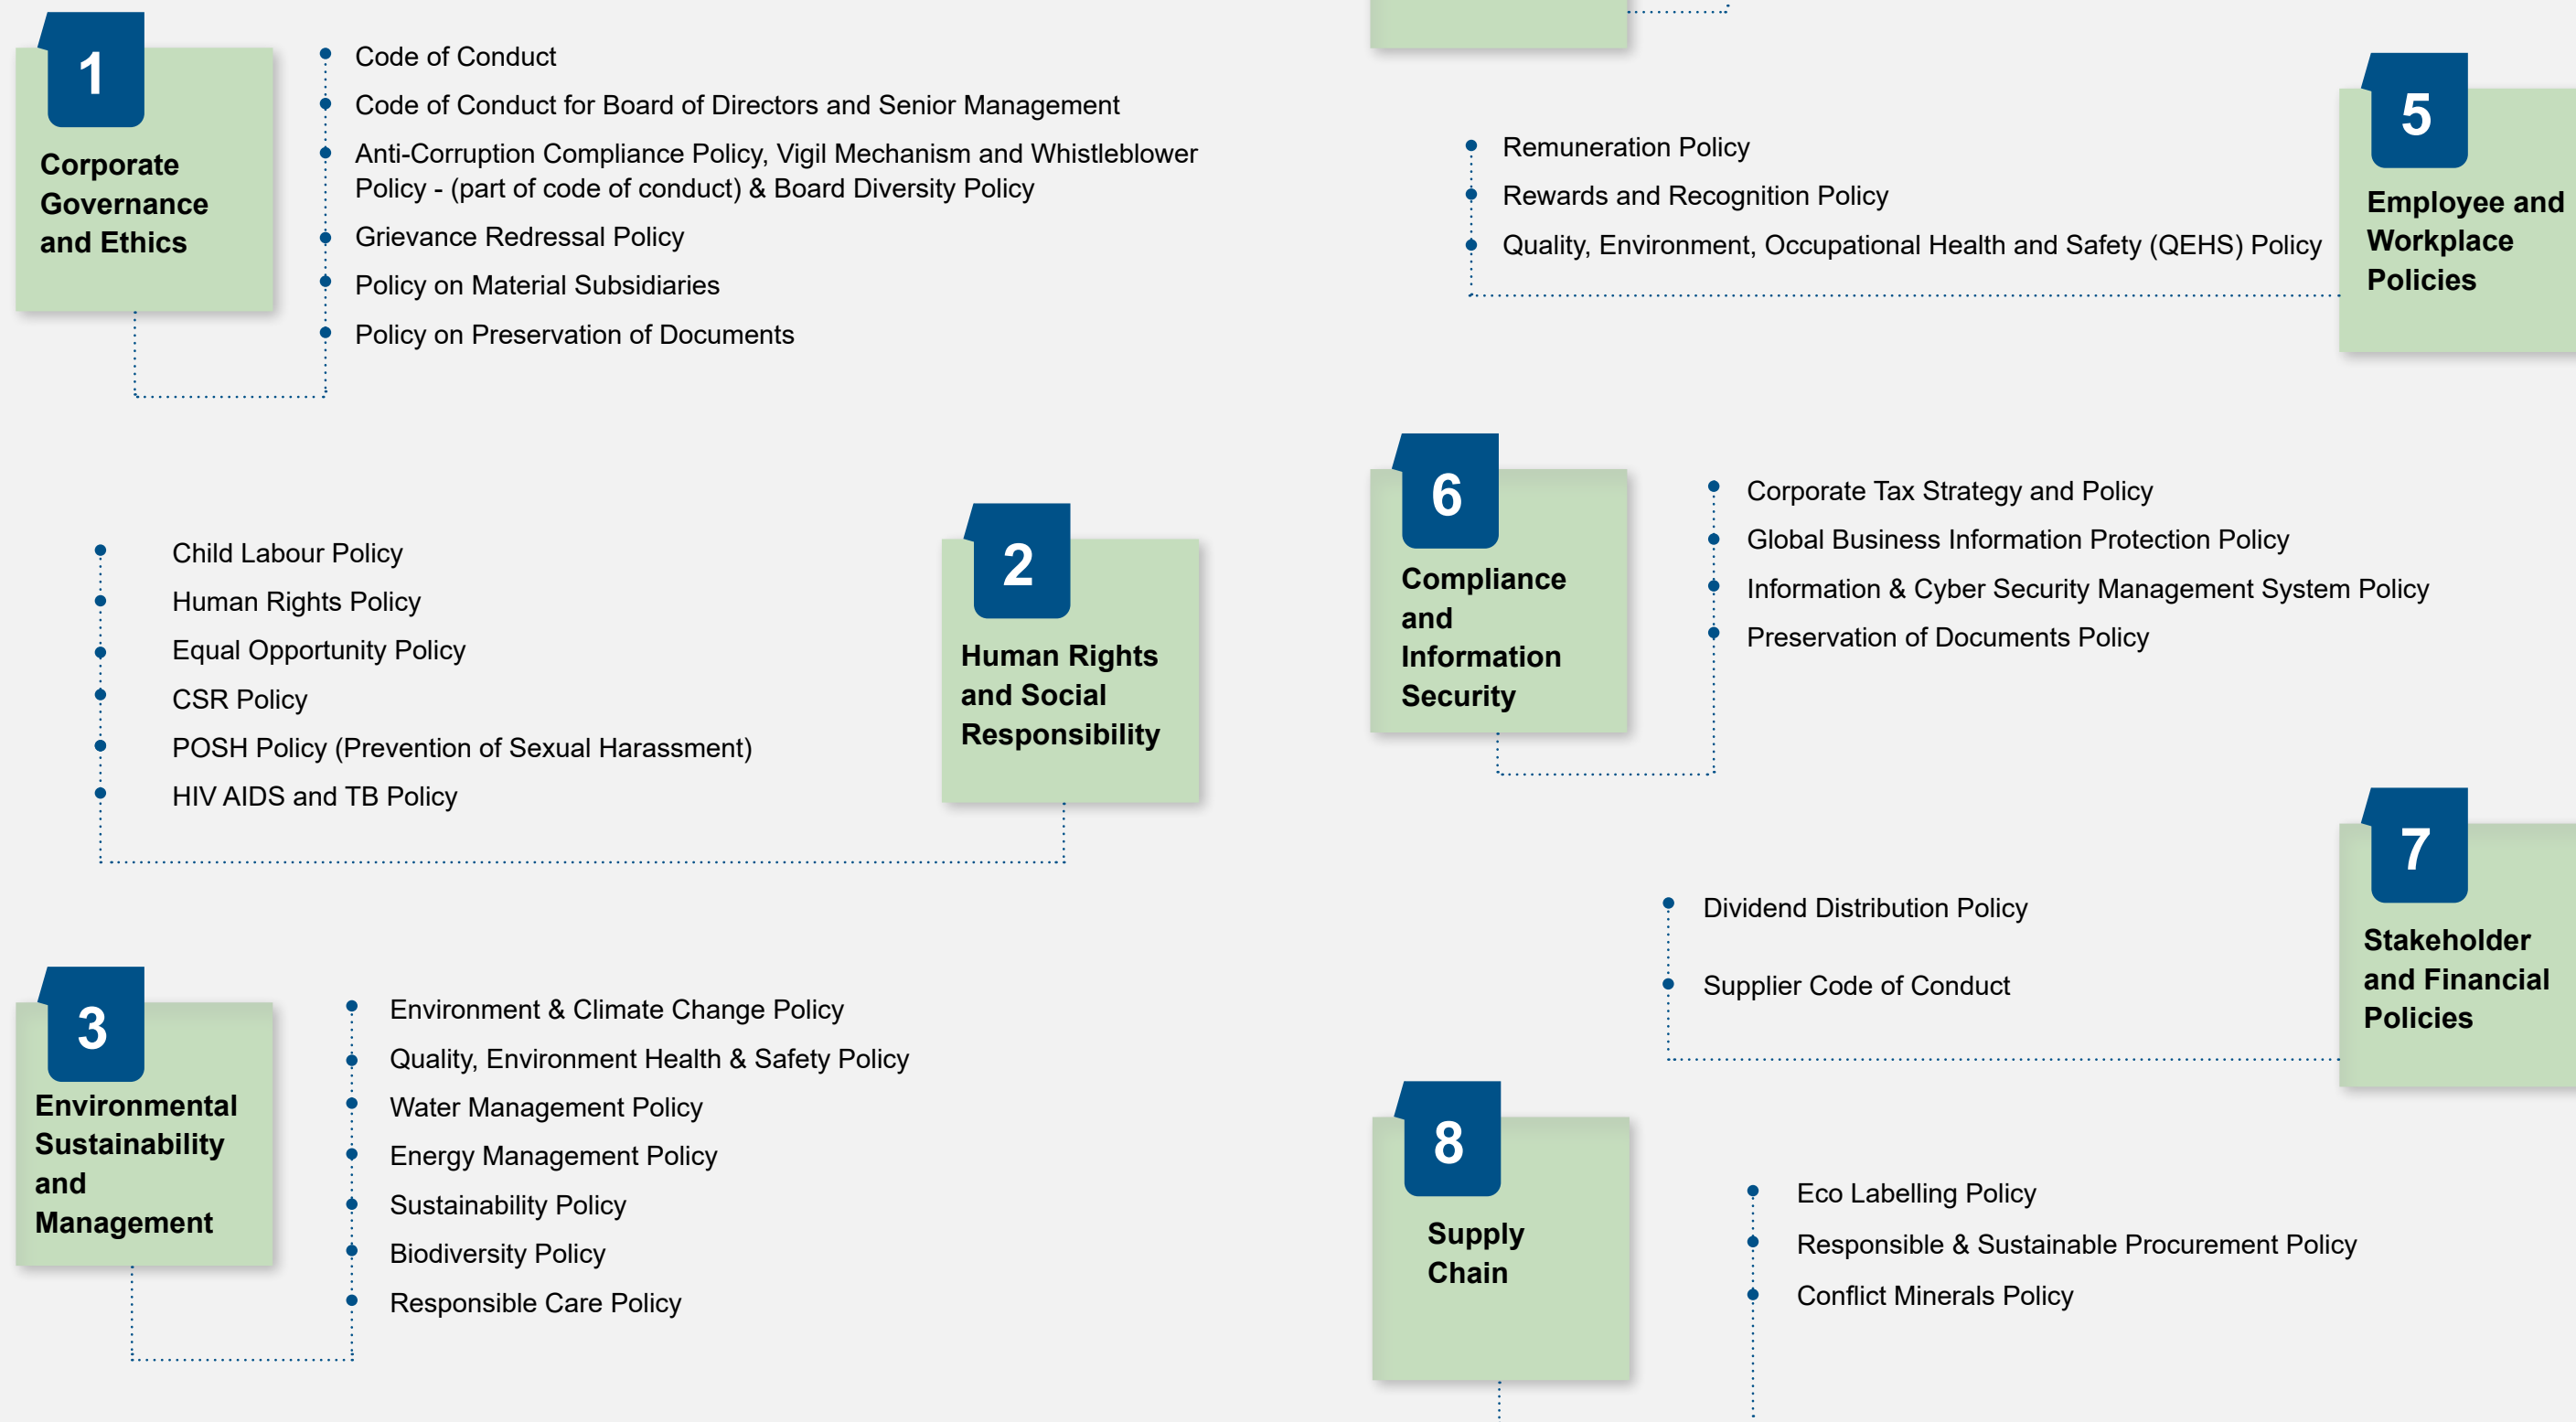 1
Corporate
Governance
and Ethics
Code of Conduct
Code of Conduct for Board of Directors and Senior Management
Anti-Corruption Compliance Policy, Vigil Mechanism and Whistleblower
Policy - (part of code of conduct) & Board Diversity Policy
Grievance Redressal Policy
Policy on Material Subsidiaries
Policy on Preservation of Documents
2
Human Rights
and Social
Responsibility
Child Labour Policy
Human Rights Policy
Equal Opportunity Policy
CSR Policy
POSH Policy (Prevention of Sexual Harassment)
HIV AIDS and TB Policy
3
Environmental
Sustainability
and
Management
Environment & Climate Change Policy
Quality, Environment Health & Safety Policy
Water Management Policy
Energy Management Policy
Sustainability Policy
Biodiversity Policy
Responsible Care Policy
5
Employee and
Workplace
Policies
Remuneration Policy
Rewards and Recognition Policy
Quality, Environment, Occupational Health and Safety (QEHS) Policy
6
Compliance
and
Information
Security
Corporate Tax Strategy and Policy
Global Business Information Protection Policy
Information & Cyber Security Management System Policy
Preservation of Documents Policy
7
Stakeholder
and Financial
Policies
Dividend Distribution Policy
Supplier Code of Conduct
8
Supply
Chain
Eco Labelling Policy
Responsible & Sustainable Procurement Policy
Conflict Minerals Policy